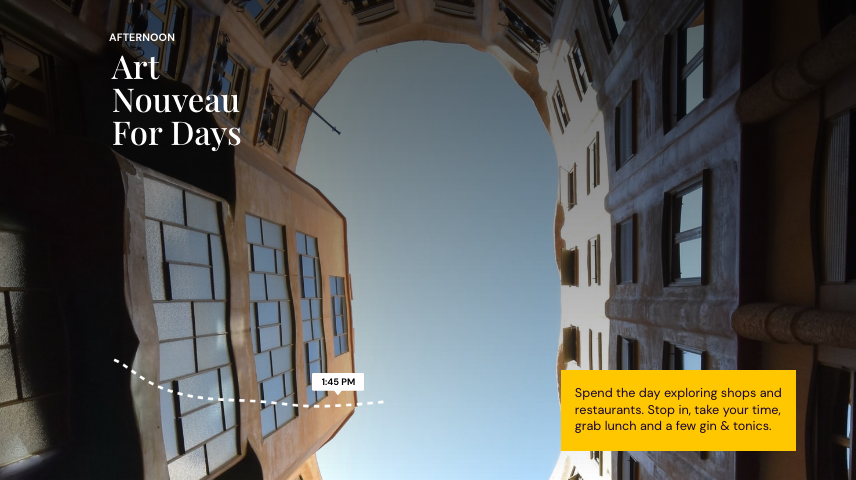 AFTERNOON
Art
Nouveau
For Days
1:45 PM
Spend the day exploring shops and
restaurants. Stop in, take your time,
grab lunch and a few gin & tonics.